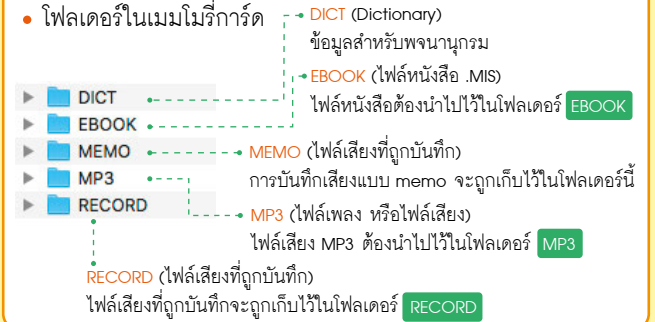 • โฟลเดอร์ในเมมโมรี่การ์ด
DICT (Dictionary)
ข้อมูลสำหรับพจนานุกรม
EBOOK (ไฟล์หนังสือ .MIS)
ไฟล์หนังสือต้องนำไปไว้ในโฟลเดอร์ EBOOK
DICT
EBOOK
MEMO
MP3
RECORD
MEMO (ไฟล์เสียงที่ถูกบันทึก)
การบันทึกเสียงแบบ memo จะถูกเก็บไว้ในโฟลเดอร์นี้
MP3 (ไฟล์เพลง หรือไฟล์เสียง)
ไฟล์เสียง MP3 ต้องนำไปไว้ในโฟลเดอร์ MP3
RECORD (ไฟล์เสียงที่ถูกบันทึก)
ไฟล์เสียงที่ถูกบันทึกจะถูกเก็บไว้ในโฟลเดอร์ RECORD